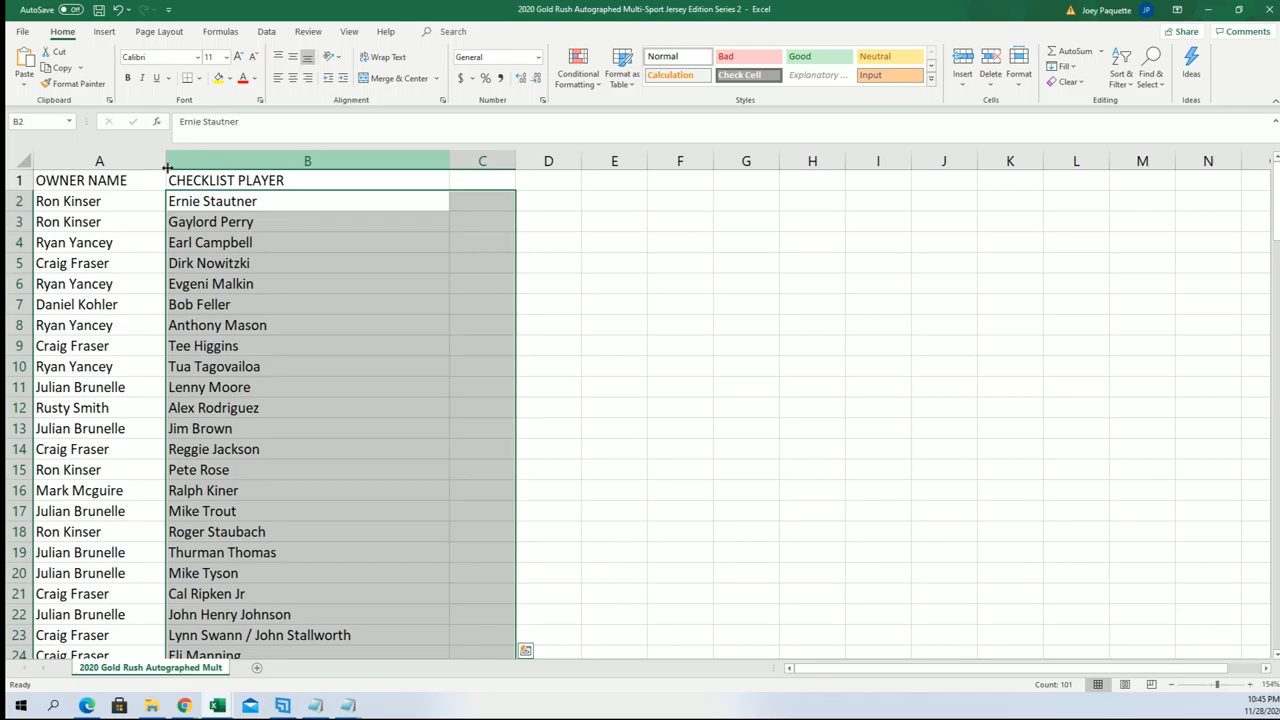 AutoSave Off
2020 Gold Rush Autographed Multi-Sport Jersey Edition Series 2 - Excel
Joey Paquette JP
File Home Insert Page Layout Formulas Data Review View Help Search Share Comments
Paste
Cut
Copy
Format Painter
Clipboard
Calibri 11
B I U
Font
Wrap Text
Merge & Center
Alignment
General
$ % ,
Number
Conditional Formatting
Format as Table
Normal Bad Good Neutral
Calculation Check Cell Explanatory ... Input
Styles
Insert Delete Format
Cells
AutoSum
Fill
Clear
Sort & Filter
Find & Select
Editing
Ideas
Ideas
B2 fx Ernie Stautner
A B C D E F G H I J K L M N
1 OWNER NAME CHECKLIST PLAYER
2 Ron Kinser Ernie Stautner
3 Ron Kinser Gaylord Perry
4 Ryan Yancey Earl Campbell
5 Craig Fraser Dirk Nowitzki
6 Ryan Yancey Evgeni Malkin
7 Daniel Kohler Bob Feller
8 Ryan Yancey Anthony Mason
9 Craig Fraser Tee Higgins
10 Ryan Yancey Tua Tagovailoa
11 Julian Brunelle Lenny Moore
12 Rusty Smith Alex Rodriguez
13 Julian Brunelle Jim Brown
14 Craig Fraser Reggie Jackson
15 Ron Kinser Pete Rose
16 Mark Mcguire Ralph Kiner
17 Julian Brunelle Mike Trout
18 Ron Kinser Roger Staubach
19 Julian Brunelle Thurman Thomas
20 Julian Brunelle Mike Tyson
21 Craig Fraser Cal Ripken Jr
22 Julian Brunelle John Henry Johnson
23 Craig Fraser Lynn Swann / John Stallworth
24 Craig Fraser Eli Manning
2020 Gold Rush Autographed Mult
Ready
Count: 101
154%
10:45 PM
11/28/20